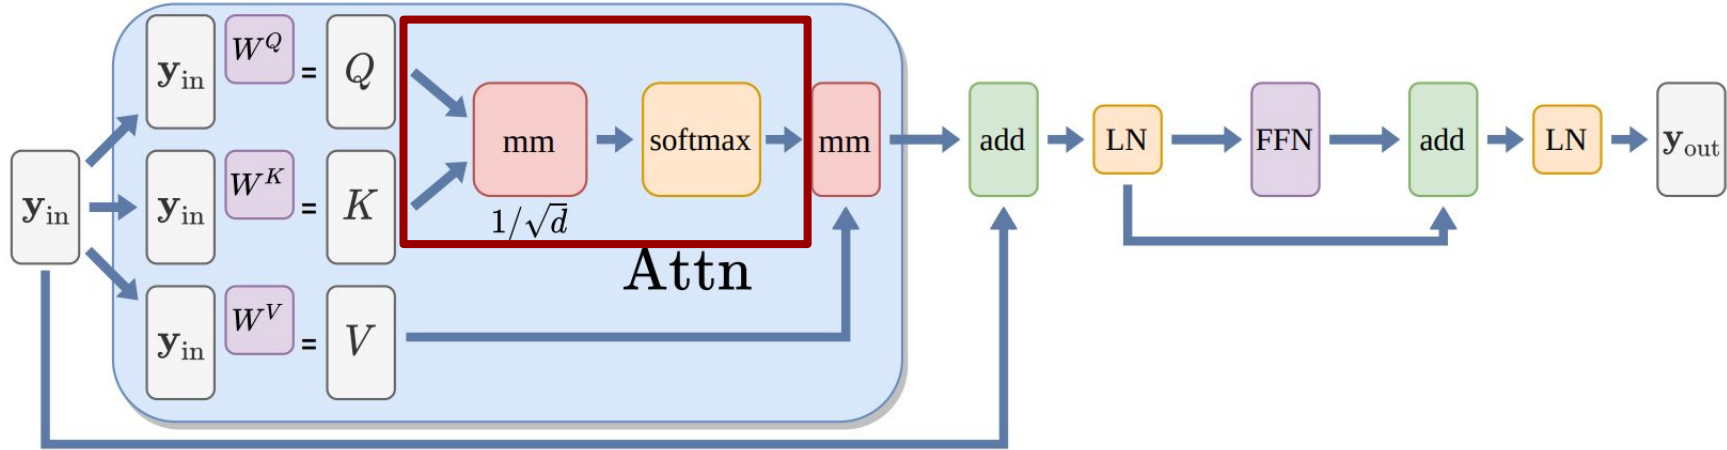 y_in W^Q = Q
mm softmax mm add LN FFN add LN y_out
1/√d
y_in y_in W^K = K
Attn
y_in W^V = V